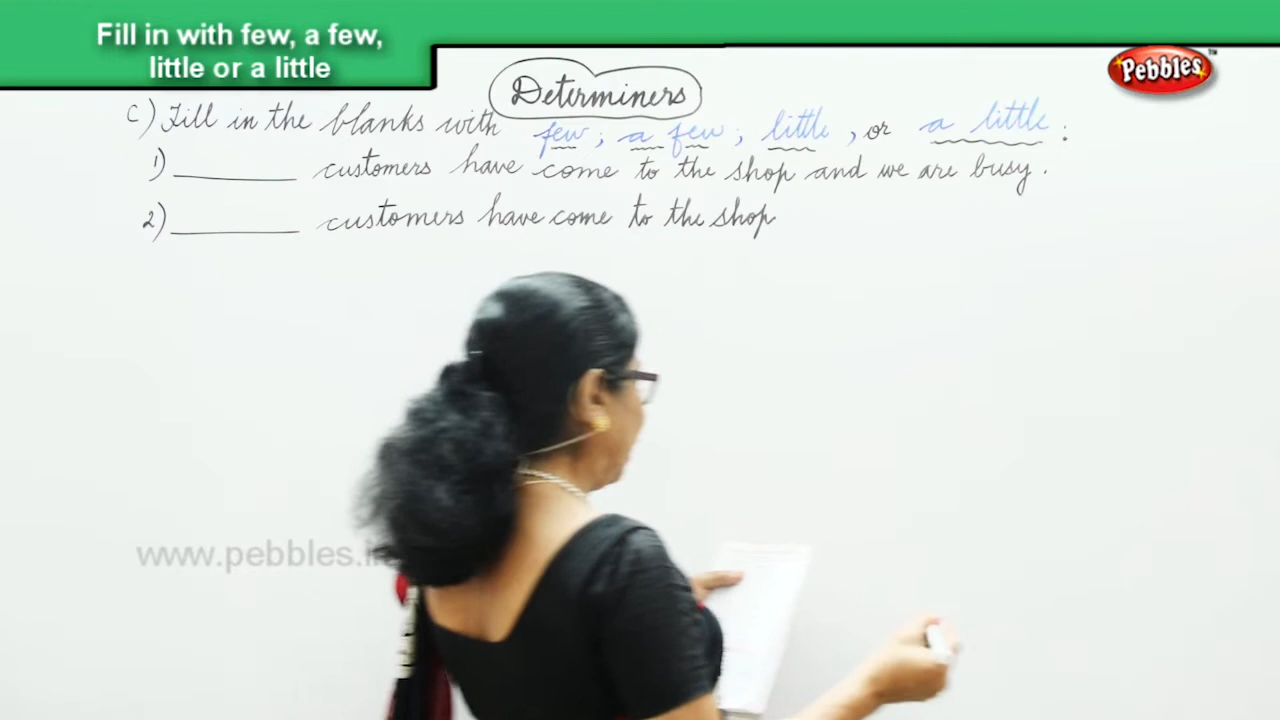 Fill in with few, a few,
little or a little
Pebbles™
Determiners
C) Fill in the blanks with few ; a few ; little , or a little :
1) ________ customers have come to the shop and we are busy .
2) ________ customers have come to the shop
www.pebbles.i